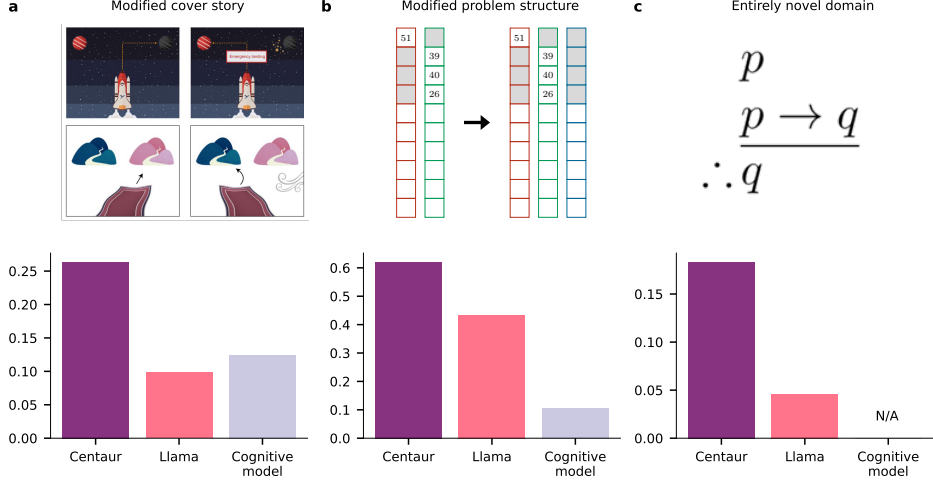 a Modified cover story
b Modified problem structure
c Entirely novel domain
Emergency landing
51
39
40
26
51
39
40
26
p
p → q
∴ q
0.25
0.20
0.15
0.10
0.05
0.00
Centaur
Llama
Cognitive
model
0.6
0.5
0.4
0.3
0.2
0.1
0.0
Centaur
Llama
Cognitive
model
0.15
0.10
0.05
0.00
N/A
Centaur
Llama
Cognitive
model